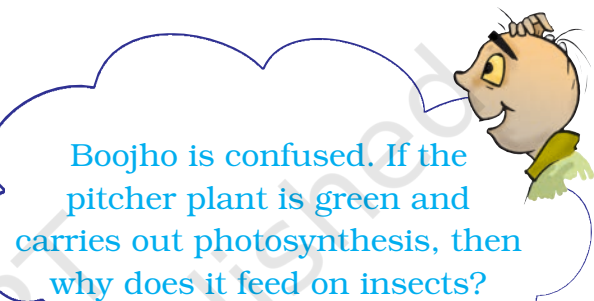 Boojho is confused. If the
pitcher plant is green and
carries out photosynthesis, then
why does it feed on insects?